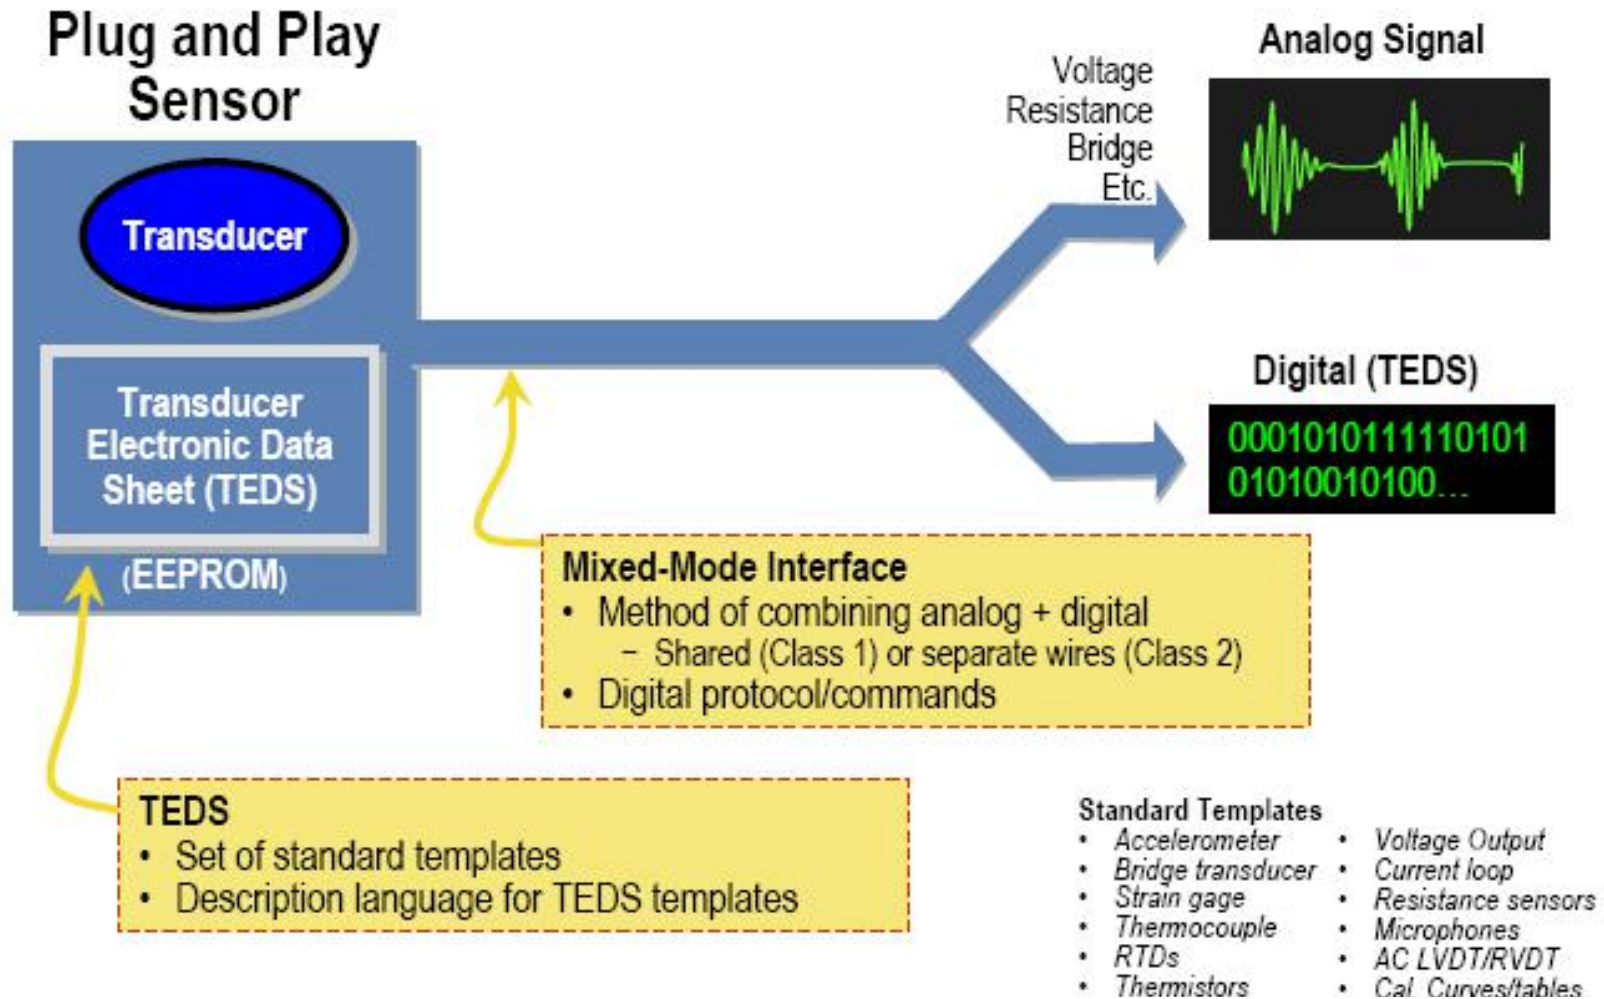 Plug and Play
Sensor
Transducer
Transducer
Electronic Data
Sheet (TEDS)
(EEPROM)
Voltage
Resistance
Bridge
Etc.
Analog Signal
Digital (TEDS)
0001010111110101
01010010100...
Mixed-Mode Interface
• Method of combining analog + digital
− Shared (Class 1) or separate wires (Class 2)
• Digital protocol/commands
TEDS
• Set of standard templates
• Description language for TEDS templates
Standard Templates
• Accelerometer
• Bridge transducer
• Strain gage
• Thermocouple
• RTDs
• Thermistors
• Voltage Output
• Current loop
• Resistance sensors
• Microphones
• AC LVDT/RVDT
• Cal. Curves/tables